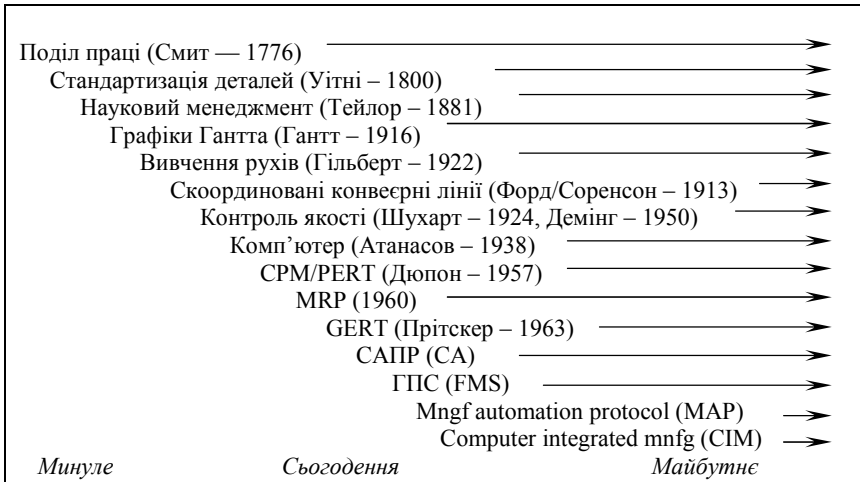 Поділ праці (Смит — 1776)
Стандартизація деталей (Уітні – 1800)
Науковий менеджмент (Тейлор – 1881)
Графіки Гантта (Гантт – 1916)
Вивчення рухів (Гільберт – 1922)
Скоординовані конвеєрні лінії (Форд/Соренсон – 1913)
Контроль якості (Шухарт – 1924, Демінг – 1950)
Комп’ютер (Атанасов – 1938)
CPM/PERT (Дюпон – 1957)
MRP (1960)
GERT (Прітскер – 1963)
САПР (CA)
ГПС (FMS)
Mngf automation protocol (MAP)
Computer integrated mnfg (CIM)
Минуле Сьогодення Майбутнє